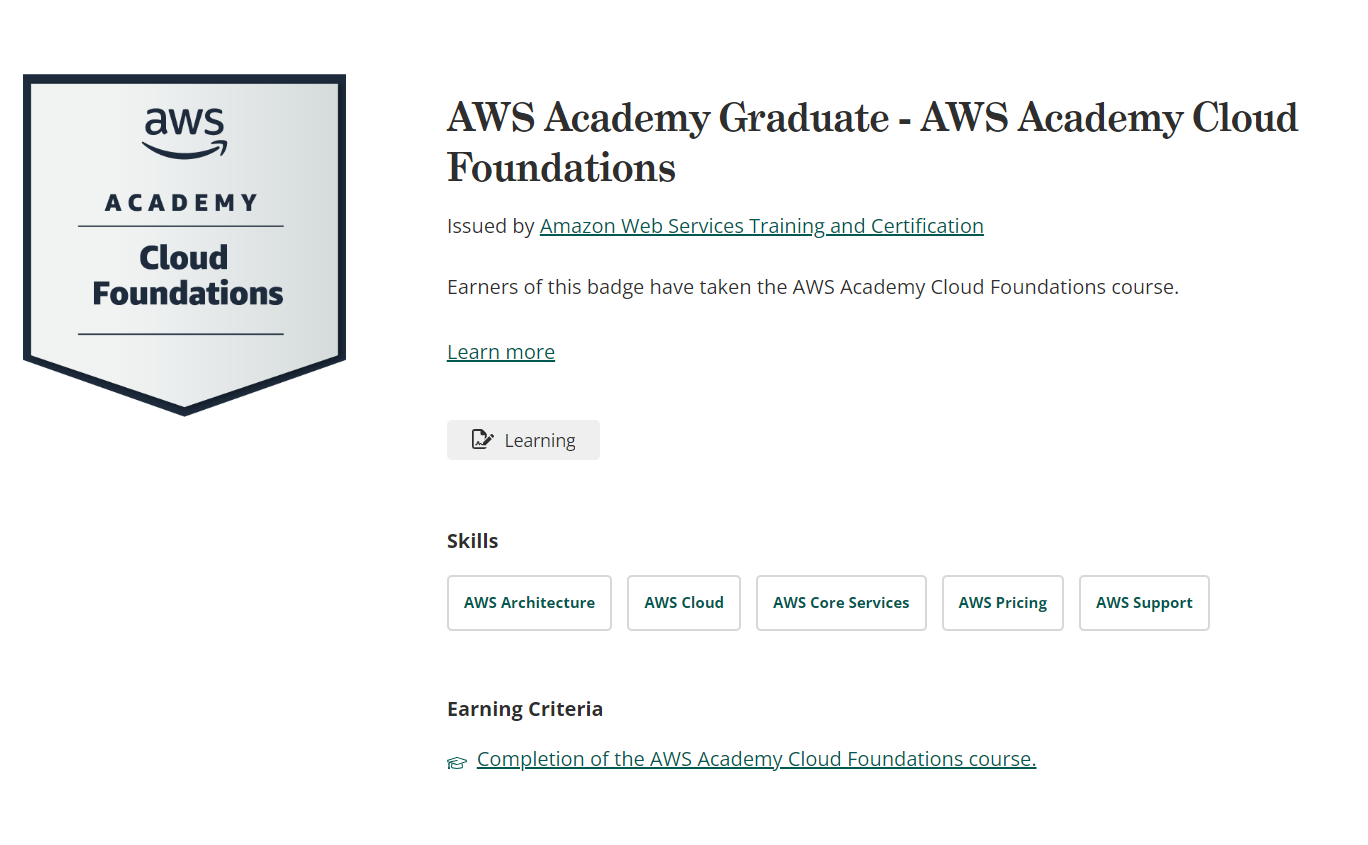 aws
ACADEMY
Cloud
Foundations
AWS Academy Graduate - AWS Academy Cloud
Foundations
Issued by Amazon Web Services Training and Certification
Earners of this badge have taken the AWS Academy Cloud Foundations course.
Learn more
Learning
Skills
AWS Architecture AWS Cloud AWS Core Services AWS Pricing AWS Support
Earning Criteria
Completion of the AWS Academy Cloud Foundations course.